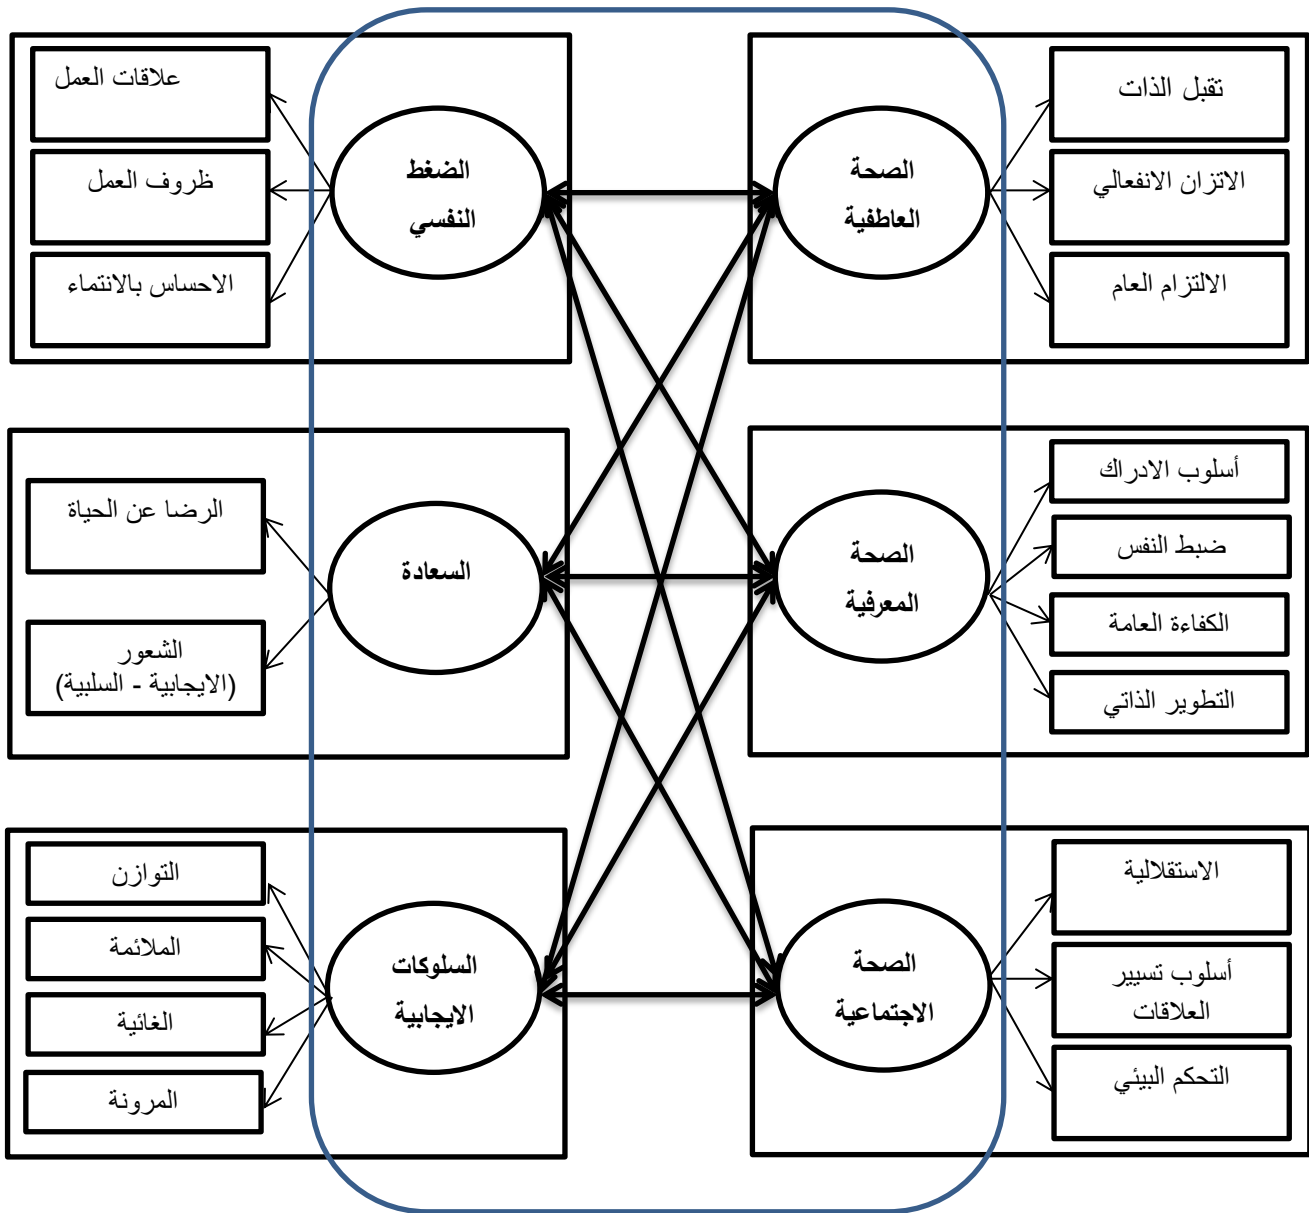 تقبل الذات
الاتزان الانفعالي
الالتزام العام
الصحة
العاطفية
الضغط
النفسي
علاقات العمل
ظروف العمل
الاحساس بالانتماء
أسلوب الادراك
ضبط النفس
الكفاءة العامة
التطوير الذاتي
الصحة
المعرفية
السعادة
الرضا عن الحياة
الشعور
(الايجابية - السلبية)
الاستقلالية
أسلوب تسيير
العلاقات
التحكم البيئي
الصحة
الاجتماعية
السلوكات
الايجابية
التوازن
الملائمة
الغائية
المرونة